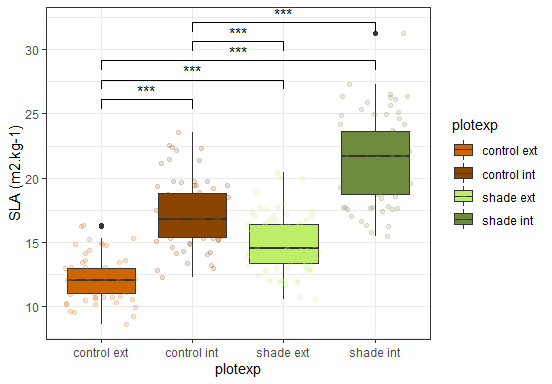 ***
***
***
***
***
30
25
20
15
10
SLA (m2.kg-1)
control ext
control int
shade ext
shade int
plotexp
plotexp
control ext
control int
shade ext
shade int